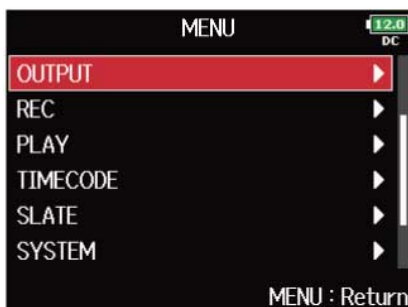 MENU
12.0
DC
OUTPUT
REC
PLAY
TIMECODE
SLATE
SYSTEM
MENU : Return